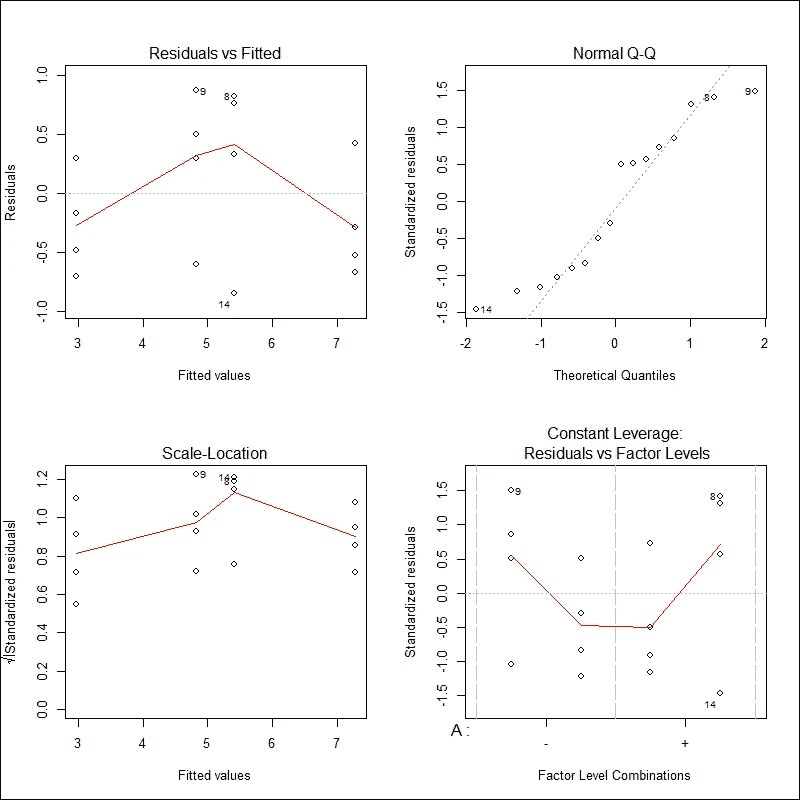 Residuals vs Fitted
Residuals
1.0
0.5
0.0
-0.5
-1.0
9
8
14
3 4 5 6 7
Fitted values
Normal Q-Q
Standardized residuals
1.5
1.0
0.5
0.0
-0.5
-1.0
-1.5
8
9
14
-2 -1 0 1 2
Theoretical Quantiles
Scale-Location
√|Standardized residuals|
1.2
1.0
0.8
0.6
0.4
0.2
0.0
9
14
8
3 4 5 6 7
Fitted values
Constant Leverage:
Residuals vs Factor Levels
Standardized residuals
1.5
1.0
0.5
0.0
-0.5
-1.0
-1.5
9
8
14
A :
- +
Factor Level Combinations